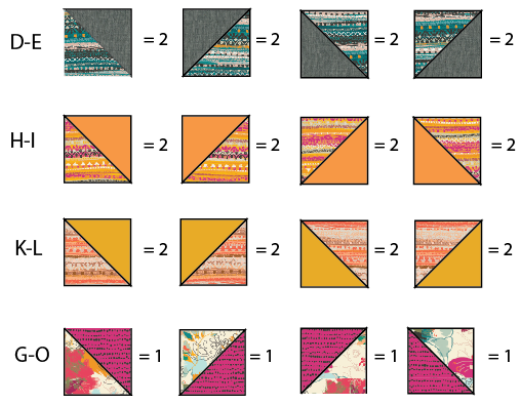 D-E = 2 = 2 = 2 = 2
H-I = 2 = 2 = 2 = 2
K-L = 2 = 2 = 2 = 2
G-O = 1 = 1 = 1 = 1